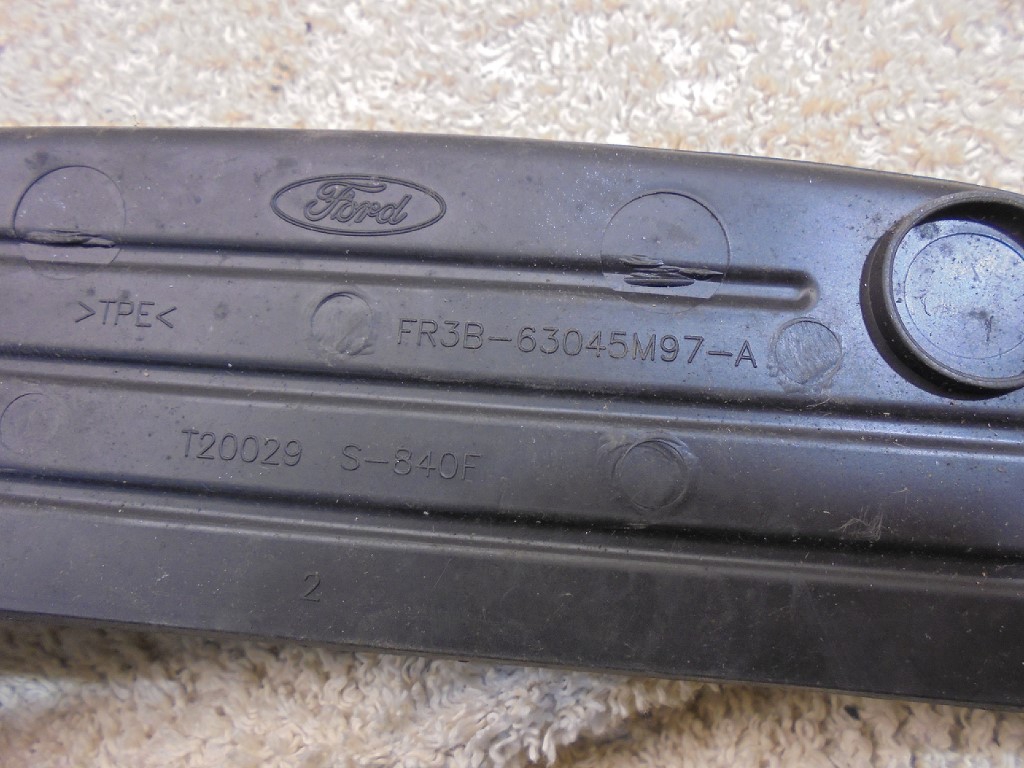 Ford
>TPE<
FR3B-63045M97-A
T20029 S-840F
2